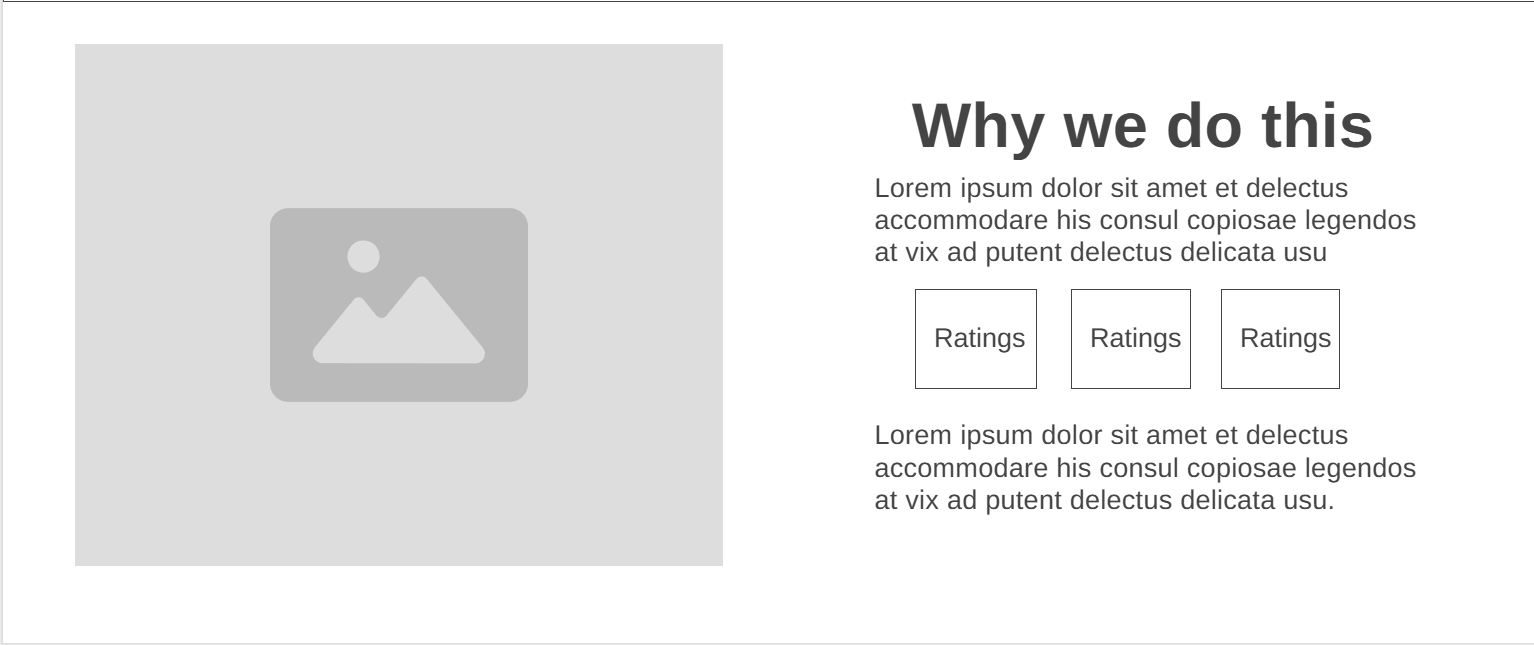 Why we do this
Lorem ipsum dolor sit amet et delectus
accommodare his consul copiosae legendos
at vix ad putent delectus delicata usu
Ratings Ratings Ratings
Lorem ipsum dolor sit amet et delectus
accommodare his consul copiosae legendos
at vix ad putent delectus delicata usu.